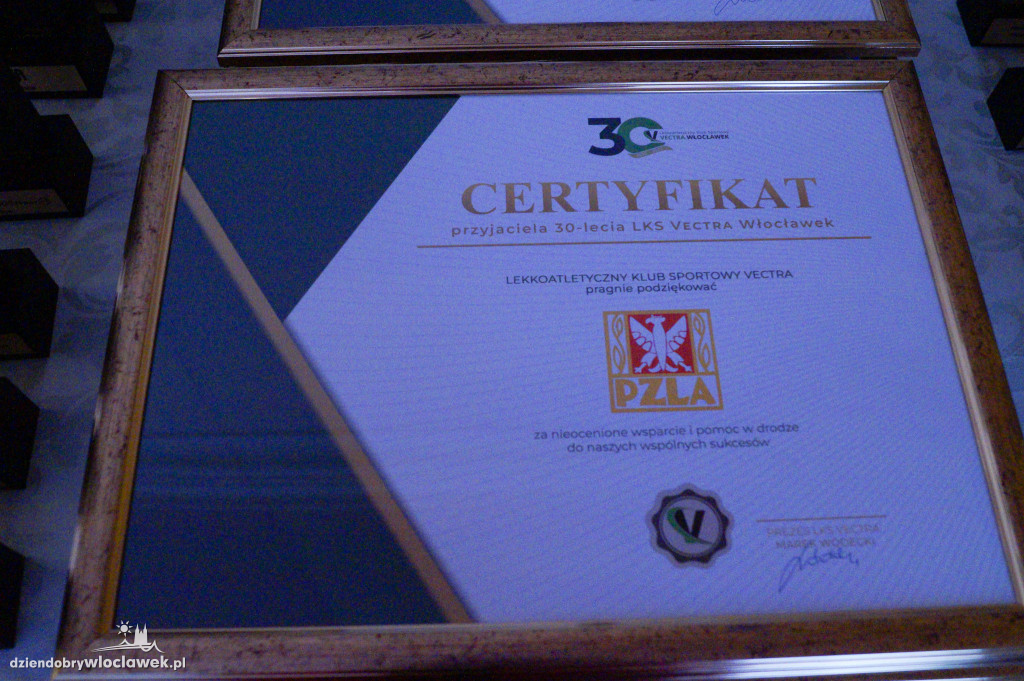 30
VECTRA WŁOCŁAWEK
CERTYFIKAT
przyjaciela 30-lecia LKS VECTRA Włocławek
LEKKOATLETYCZNY KLUB SPORTOWY VECTRA
pragnie podziękować
PZLA
za nieocenione wsparcie i pomoc w drodze
do naszych wspólnych sukcesów
V
PREZES LKS VECTRA
MAREK WÓDECKI
dziendobrywloclawek.pl